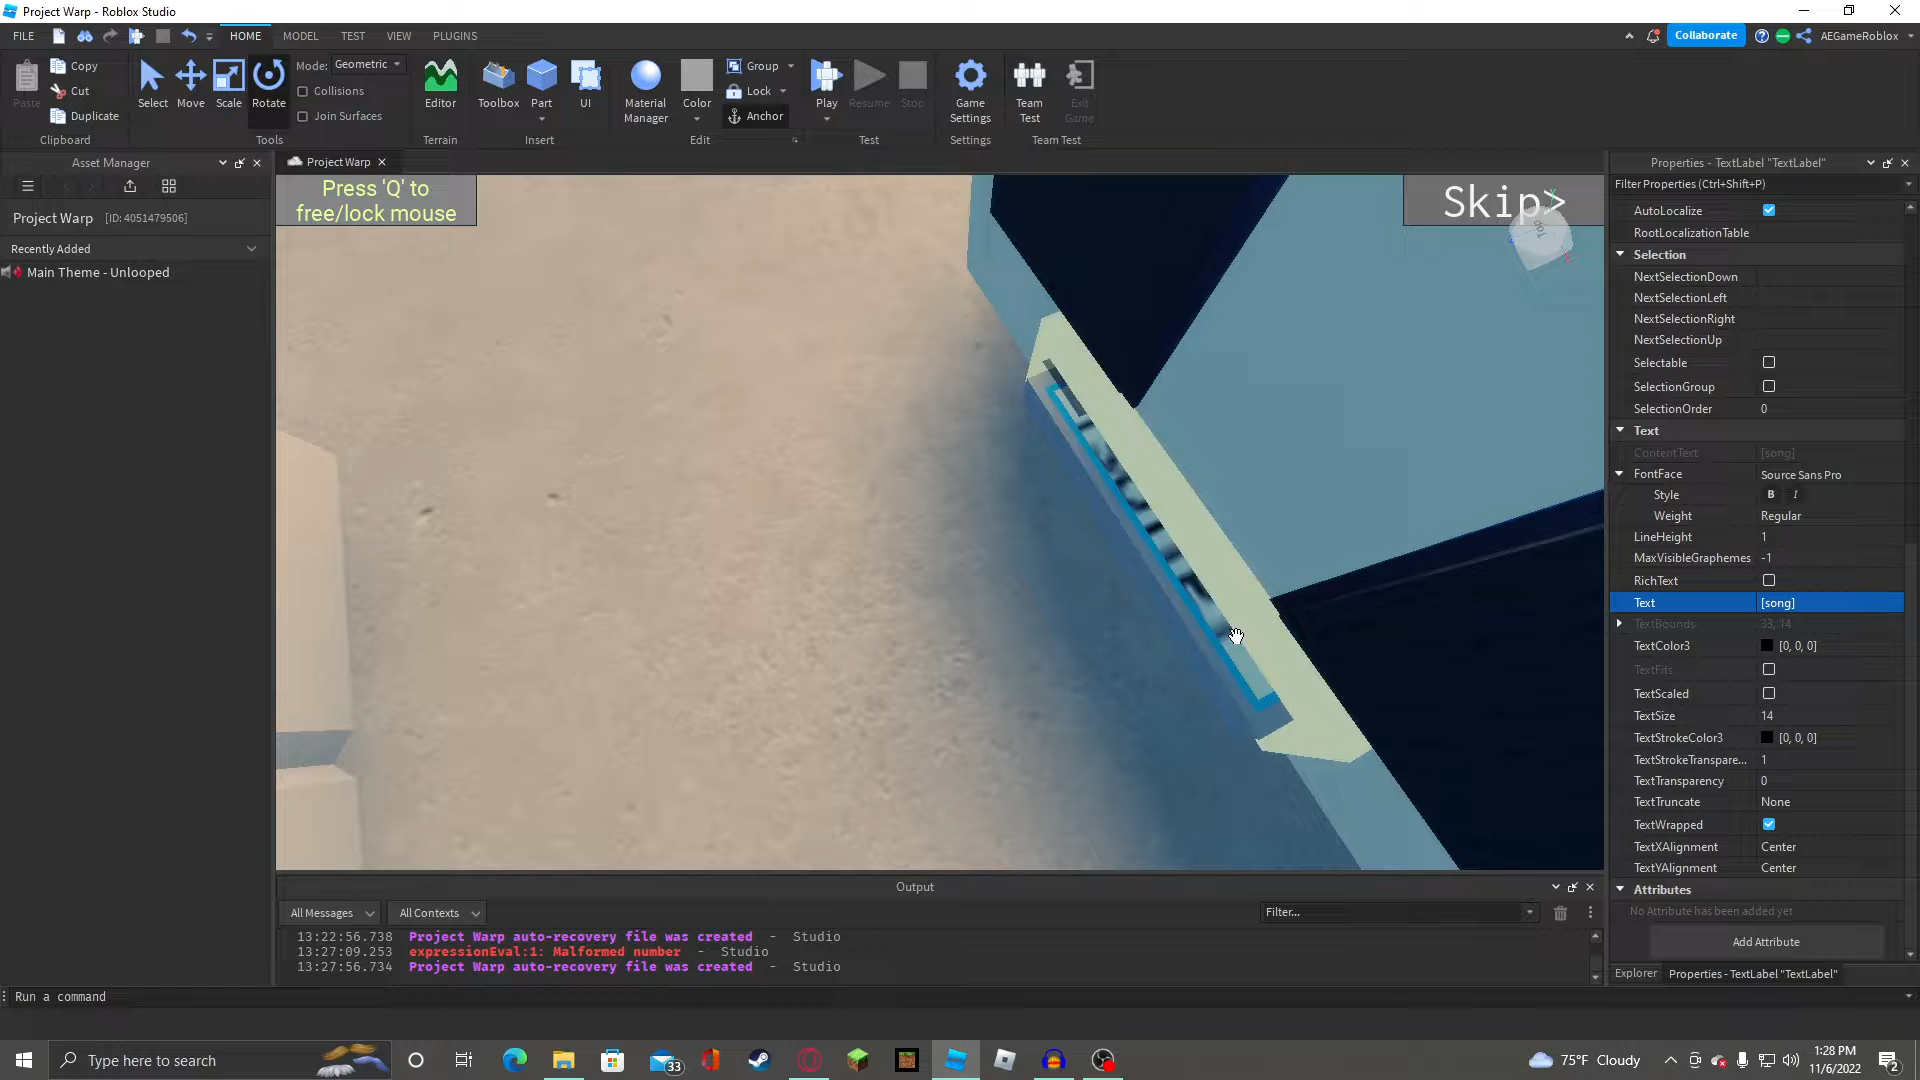 Project Warp - Roblox Studio
FILE
HOME
MODEL
TEST
VIEW
PLUGINS
Collaborate
AEGameRoblox
Paste
Copy
Cut
Duplicate
Clipboard
Select
Move
Scale
Rotate
Mode:
Geometric
Collisions
Join Surfaces
Tools
Editor
Terrain
Toolbox
Part
UI
Insert
Material Manager
Color
Group
Lock
Anchor
Edit
Play
Resume
Stop
Test
Game Settings
Settings
Team Test
Exit Game
Team Test
Asset Manager
Project Warp [ID: 4051479506]
Recently Added
Main Theme - Unlooped
Project Warp
Press 'Q' to
free/lock mouse
Skip>
Top
Properties - TextLabel "TextLabel"
Filter Properties (Ctrl+Shift+P)
AutoLocalize
RootLocalizationTable
Selection
NextSelectionDown
NextSelectionLeft
NextSelectionRight
NextSelectionUp
Selectable
SelectionGroup
SelectionOrder 0
Text
ContentText [song]
FontFace Source Sans Pro
Style B I
Weight Regular
LineHeight 1
MaxVisibleGraphemes -1
RichText
Text [song]
TextBounds 33, 14
TextColor3 [0, 0, 0]
TextFits
TextScaled
TextSize 14
TextStrokeColor3 [0, 0, 0]
TextStrokeTranspare... 1
TextTransparency 0
TextTruncate None
TextWrapped
TextXAlignment Center
TextYAlignment Center
Attributes
No Attribute has been added yet
Add Attribute
Explorer
Properties - TextLabel "TextLabel"
Output
All Messages
All Contexts
Filter...
13:22:56.738 Project Warp auto-recovery file was created - Studio
13:27:09.253 expressionEval:1: Malformed number - Studio
13:27:56.734 Project Warp auto-recovery file was created - Studio
Run a command
Type here to search
33
75°F Cloudy
1:28 PM
11/6/2022
2